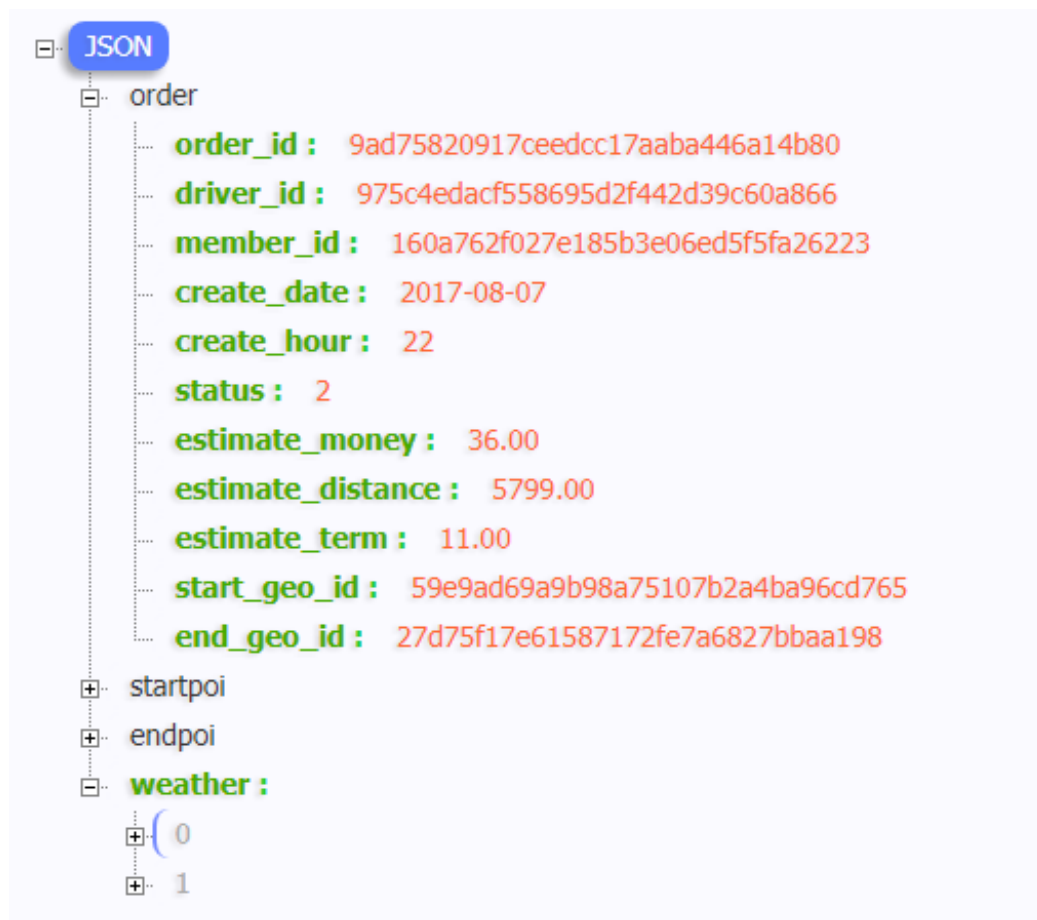 JSON
order
order_id : 9ad75820917ceedcc17aaba446a14b80
driver_id : 975c4edacf558695d2f442d39c60a866
member_id : 160a762f027e185b3e06ed5f5fa26223
create_date : 2017-08-07
create_hour : 22
status : 2
estimate_money : 36.00
estimate_distance : 5799.00
estimate_term : 11.00
start_geo_id : 59e9ad69a9b98a75107b2a4ba96cd765
end_geo_id : 27d75f17e61587172fe7a6827bbaa198
startpoi
endpoi
weather :
0
1